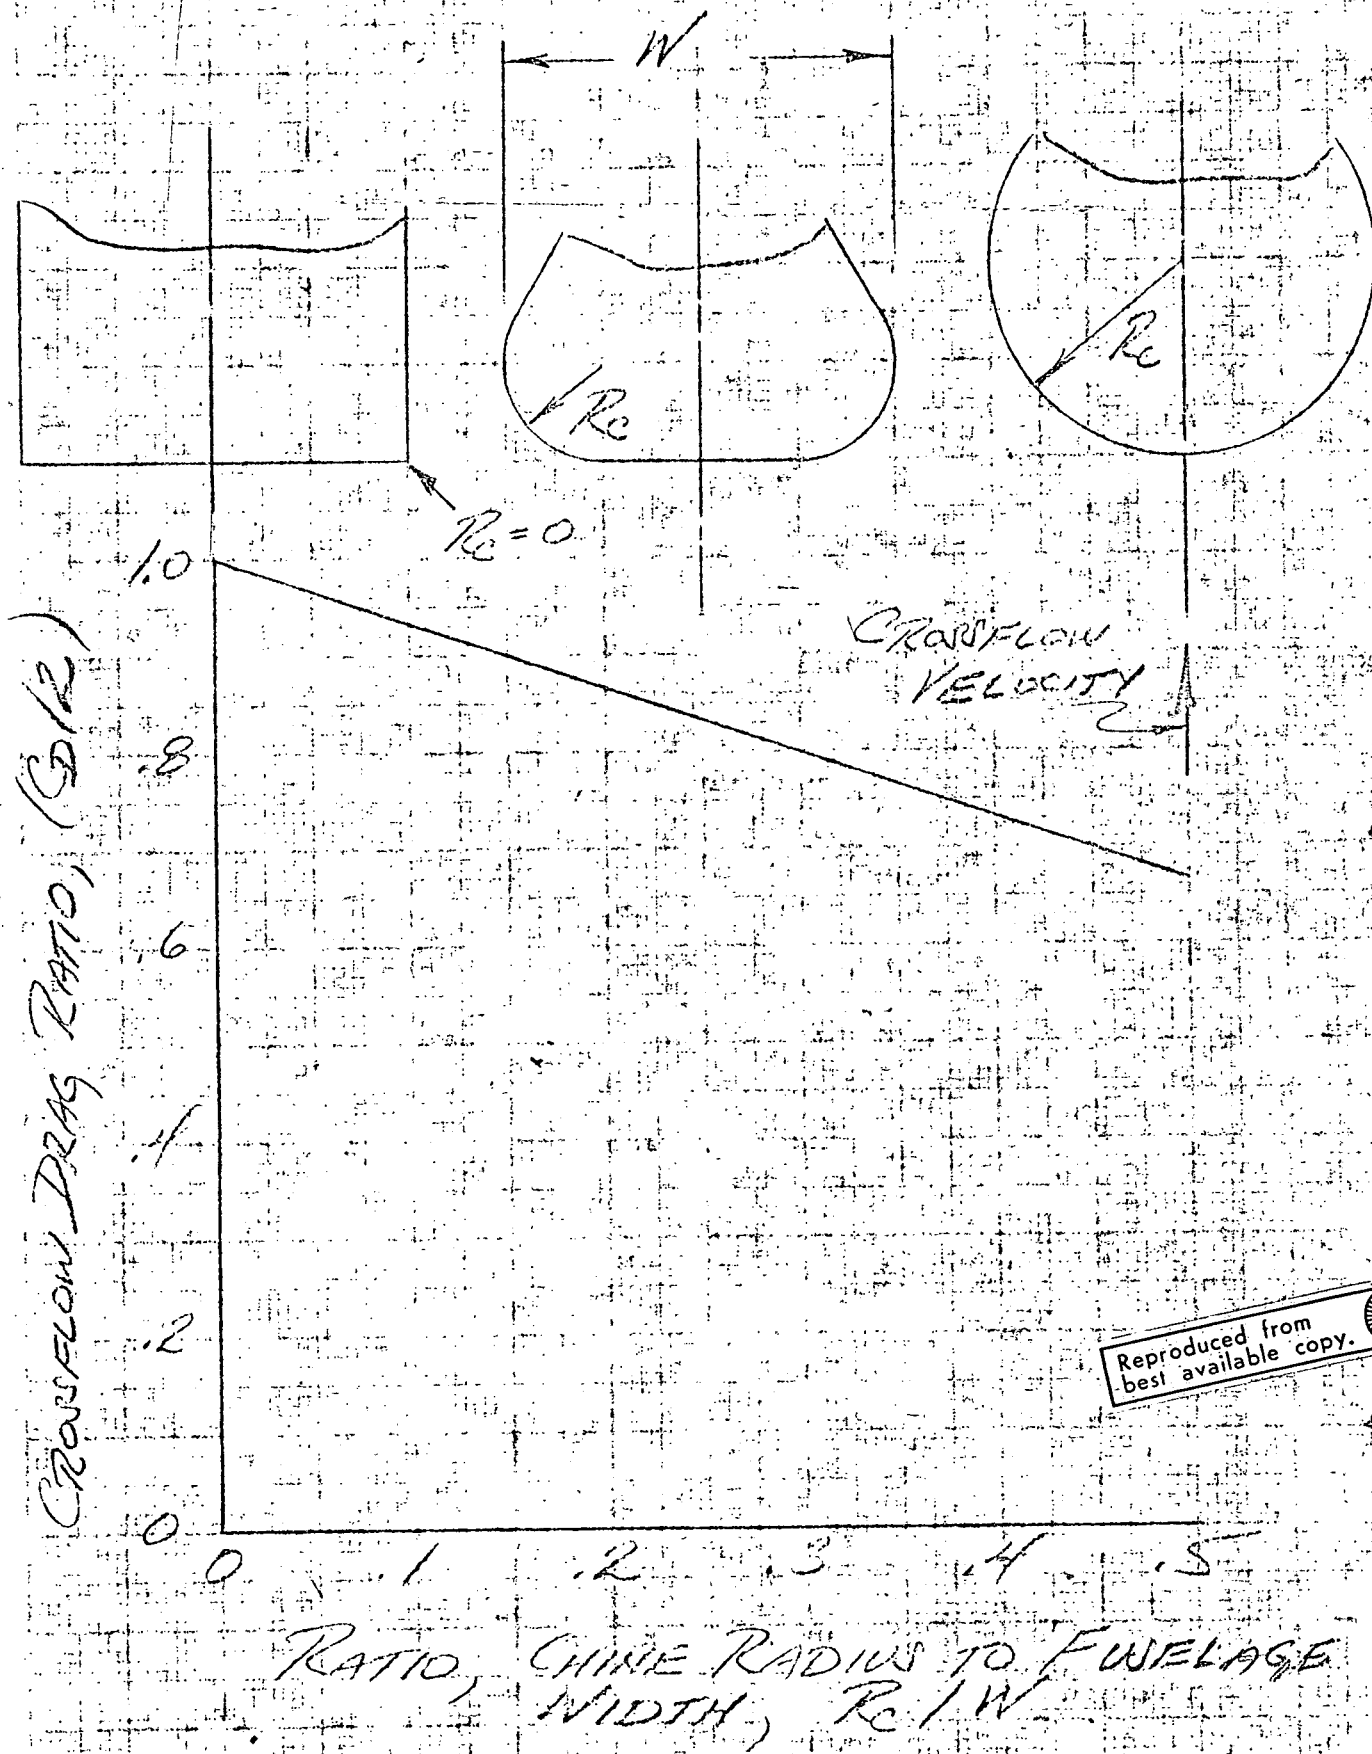 W
Rc
Rc
Rc = 0
CROSSFLOW
VELOCITY
CROSSFLOW DRAG RATIO, (CD/2)
1.0
.8
.6
.4
.2
0
0
.1
.2
.3
.4
.5
Reproduced from
best available copy.
RATIO, CHINE RADIUS TO FUSELAGE
WIDTH, Rc / W